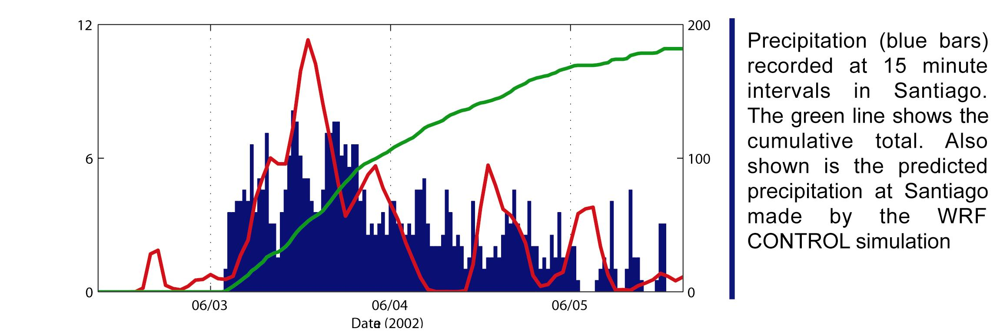 12
200
6
100
0
0
06/03
06/04
06/05
Date (2002)
Precipitation (blue bars)
recorded at 15 minute
intervals in Santiago.
The green line shows the
cumulative total. Also
shown is the predicted
precipitation at Santiago
made by the WRF
CONTROL simulation